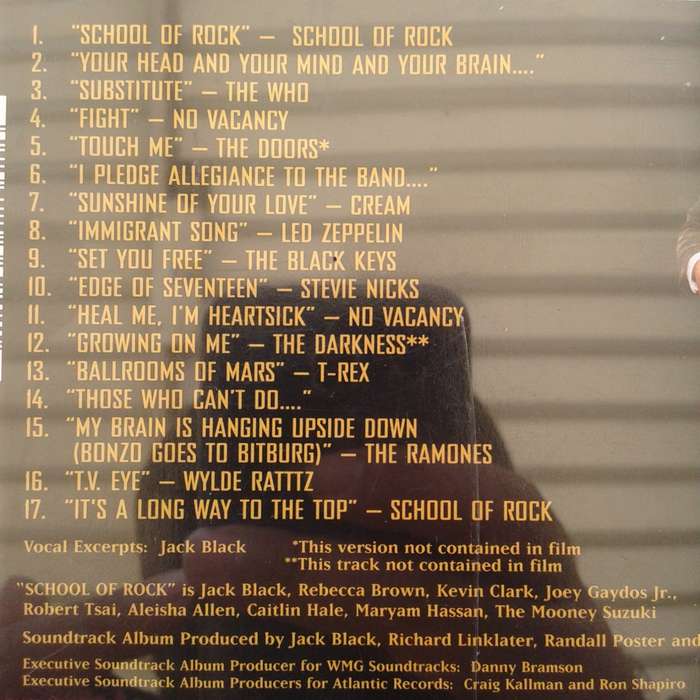 1. "SCHOOL OF ROCK" — SCHOOL OF ROCK
2. "YOUR HEAD AND YOUR MIND AND YOUR BRAIN...."
3. "SUBSTITUTE" — THE WHO
4. "FIGHT" — NO VACANCY
5. "TOUCH ME" — THE DOORS*
6. "I PLEDGE ALLEGIANCE TO THE BAND...."
7. "SUNSHINE OF YOUR LOVE" — CREAM
8. "IMMIGRANT SONG" — LED ZEPPELIN
9. "SET YOU FREE" — THE BLACK KEYS
10. "EDGE OF SEVENTEEN" — STEVIE NICKS
11. "HEAL ME, I'M HEARTSICK" — NO VACANCY
12. "GROWING ON ME" — THE DARKNESS**
13. "BALLROOMS OF MARS" — T-REX
14. "THOSE WHO CAN'T DO...."
15. "MY BRAIN IS HANGING UPSIDE DOWN
(BONZO GOES TO BITBURG)" — THE RAMONES
16. "T.V. EYE" — WYLDE RATTTZ
17. "IT'S A LONG WAY TO THE TOP" — SCHOOL OF ROCK
Vocal Excerpts: Jack Black *This version not contained in film
**This track not contained in film
"SCHOOL OF ROCK" is Jack Black, Rebecca Brown, Kevin Clark, Joey Gaydos Jr.,
Robert Tsai, Aleisha Allen, Caitlin Hale, Maryam Hassan, The Mooney Suzuki
Soundtrack Album Produced by Jack Black, Richard Linklater, Randall Poster and
Executive Soundtrack Album Producer for WMG Soundtracks: Danny Bramson
Executive Soundtrack Album Producers for Atlantic Records: Craig Kallman and Ron Shapiro